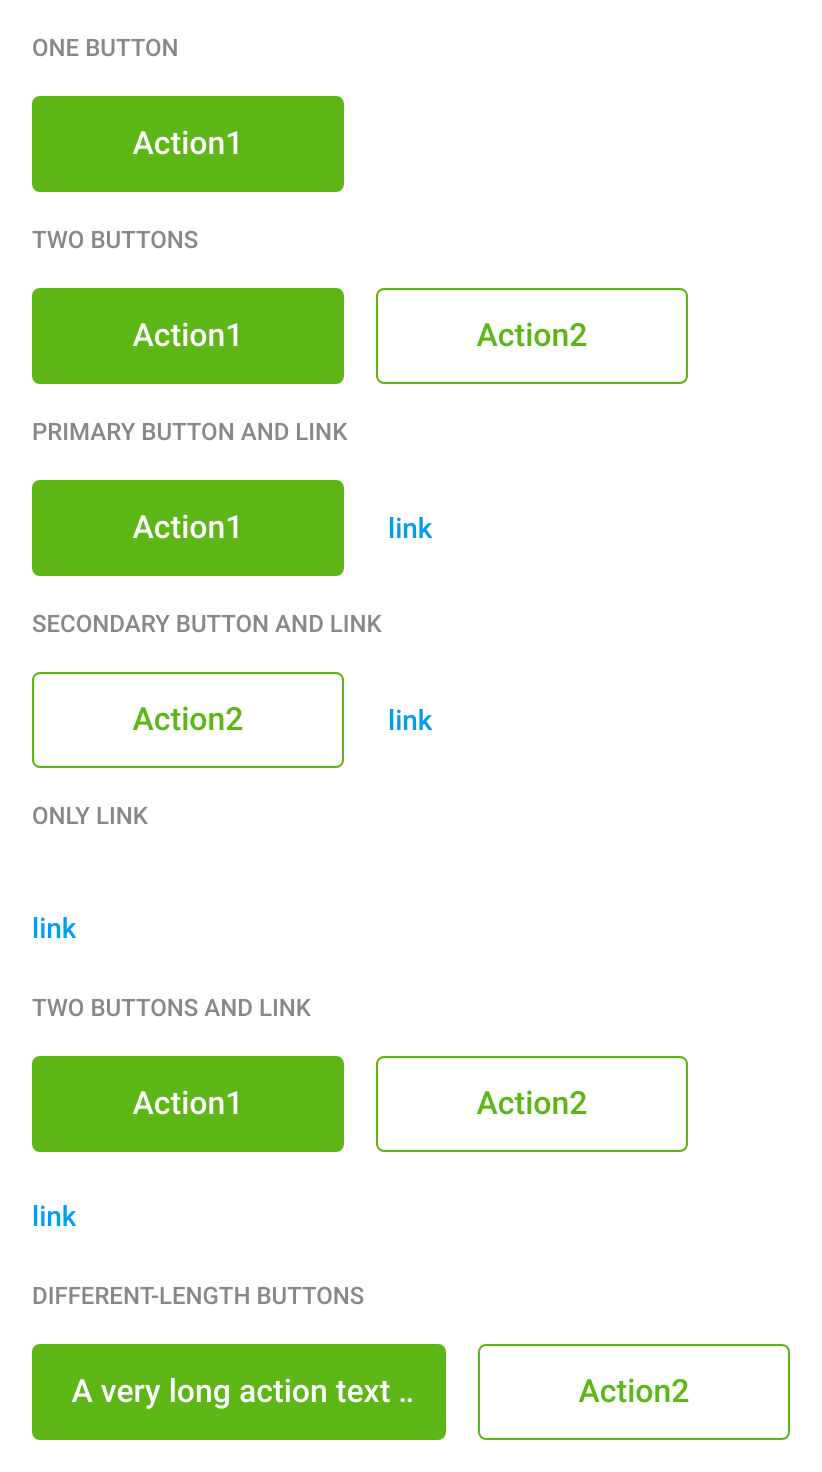 ONE BUTTON
Action1
TWO BUTTONS
Action1 Action2
PRIMARY BUTTON AND LINK
Action1 link
SECONDARY BUTTON AND LINK
Action2 link
ONLY LINK
link
TWO BUTTONS AND LINK
Action1 Action2
link
DIFFERENT-LENGTH BUTTONS
A very long action text .. Action2